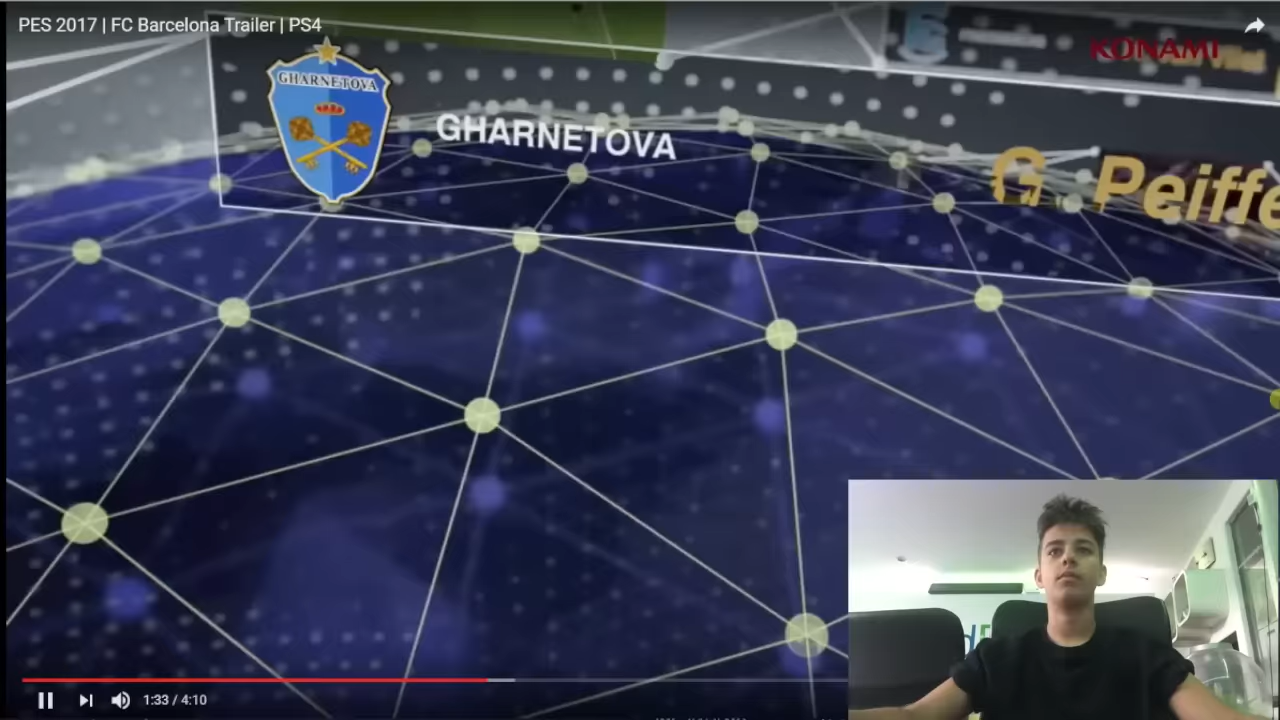 PES 2017 | FC Barcelona Trailer | PS4
KONAMI
GHARNETOVA
GHARNETOVA
G Peiffe
1:33 / 4:10